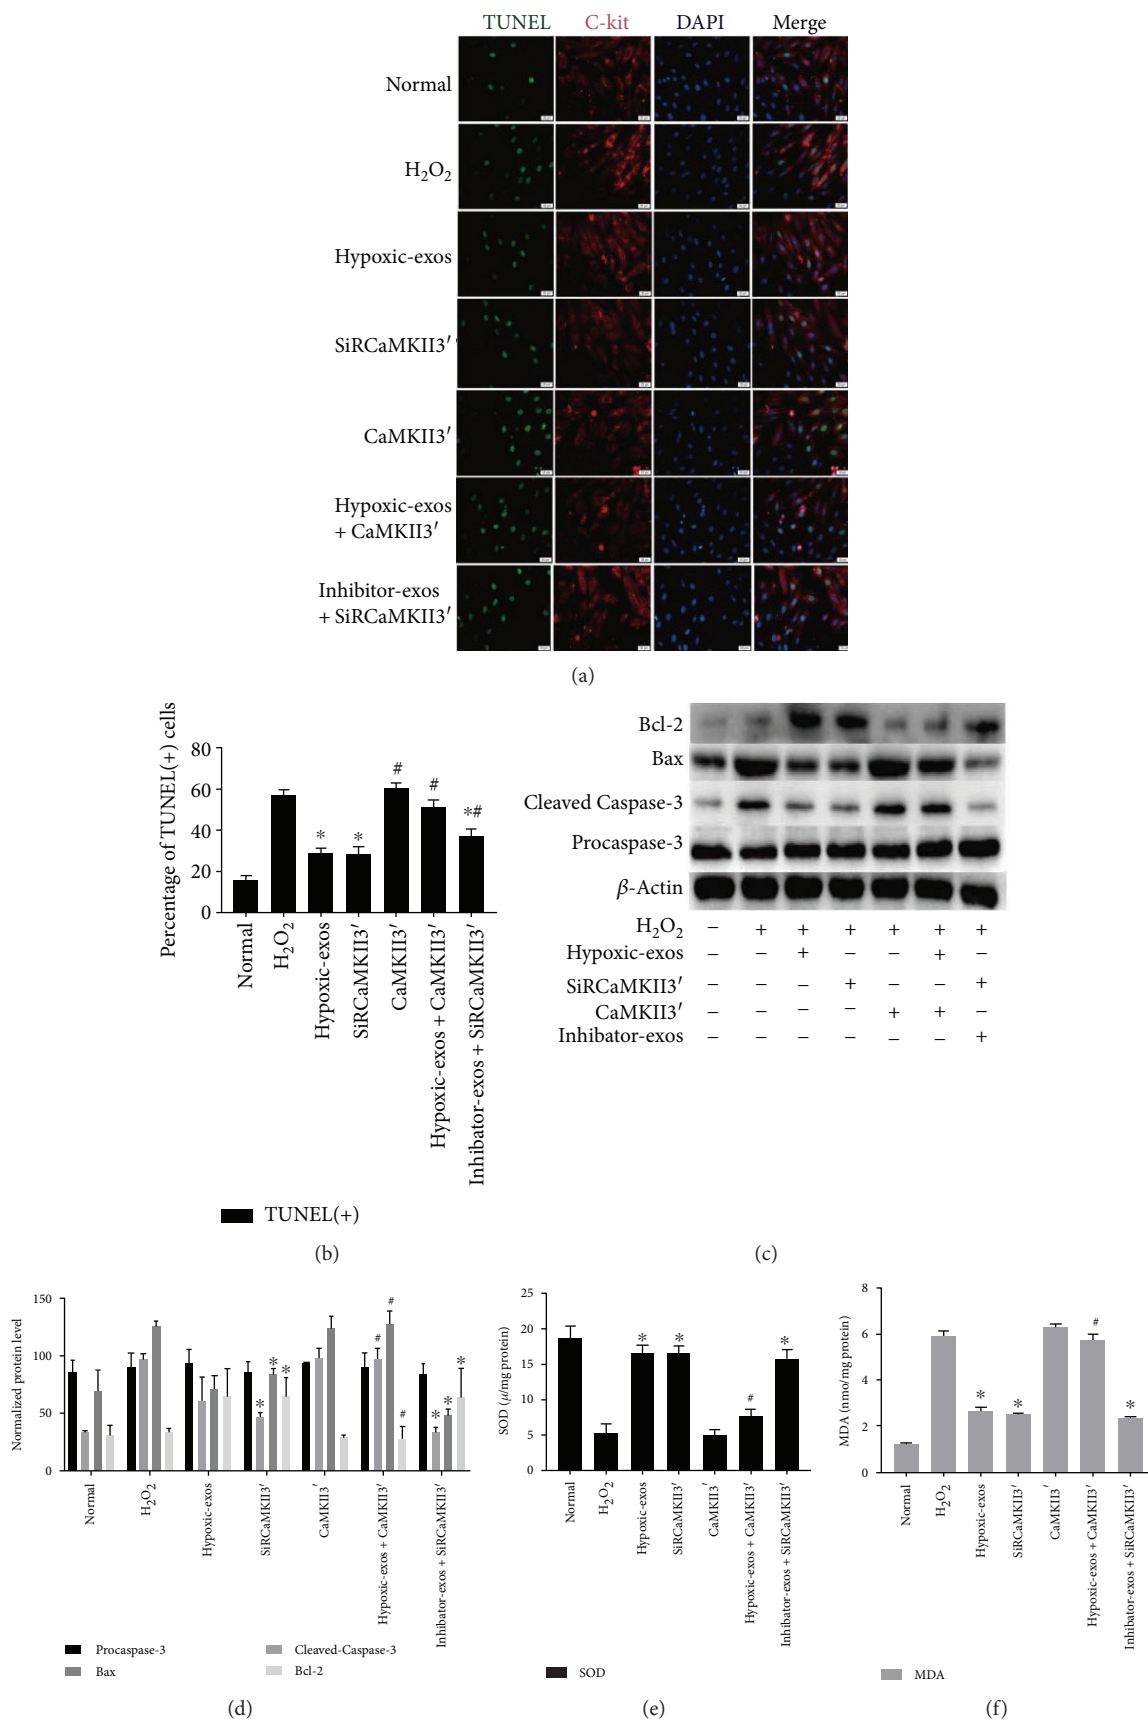 TUNEL C-kit DAPI Merge
Normal
H₂O₂
Hypoxic-exos
SiRCaMKII3′
CaMKII3′
Hypoxic-exos
+ CaMKII3′
Inhibitor-exos
+ SiRCaMKII3′
(a)
Percentage of TUNEL(+) cells
80
60
40
20
0
* * # # *#
Normal
H₂O₂
Hypoxic-exos
SiRCaMKII3′
CaMKII3′
Hypoxic-exos + CaMKII3′
Inhibator-exos + SiRCaMKII3′
TUNEL(+)
(b)
Bcl-2
Bax
Cleaved Caspase-3
Procaspase-3
β-Actin
H₂O₂ − + + + + + +
Hypoxic-exos − − + − − + −
SiRCaMKII3′ − − − + − − +
CaMKII3′ − − − − + + −
Inhibator-exos − − − − − − +
(c)
Normalized protein level
150
100
50
0
* * * # # # * * *
Normal
H₂O₂
Hypoxic-exos
SiRCaMKII3′
CaMKII3′
Hypoxic-exos + CaMKII3′
Inhibator-exos + SiRCaMKII3′
Procaspase-3 Cleaved-Caspase-3
Bax Bcl-2
(d)
SOD (μ/mg protein)
25
20
15
10
5
0
* * # *
Normal
H₂O₂
Hypoxic-exos
SiRCaMKII3′
CaMKII3′
Hypoxic-exos + CaMKII3′
Inhibator-exos + SiRCaMKII3′
SOD
(e)
MDA (nmo/mg protein)
8
6
4
2
0
* * # *
Normal
H₂O₂
Hypoxic-exos
SiRCaMKII3′
CaMKII3′
Hypoxic-exos + CaMKII3′
Inhibator-exos + SiRCaMKII3′
MDA
(f)